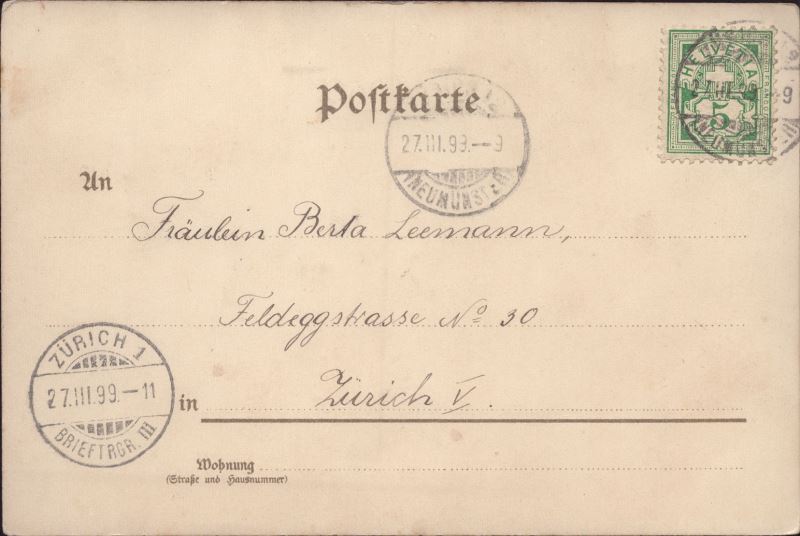 Postkarte
HELVETIA
5
27.III.99.–9
NEUMÜNSTER
An
Fräulein Berta Leemann,
Feldeggstrasse No 30
ZÜRICH 1
27.III.99.–11
BRIEFTRGR. III
in Zürich V.
Wohnung
(Straße und Hausnummer)